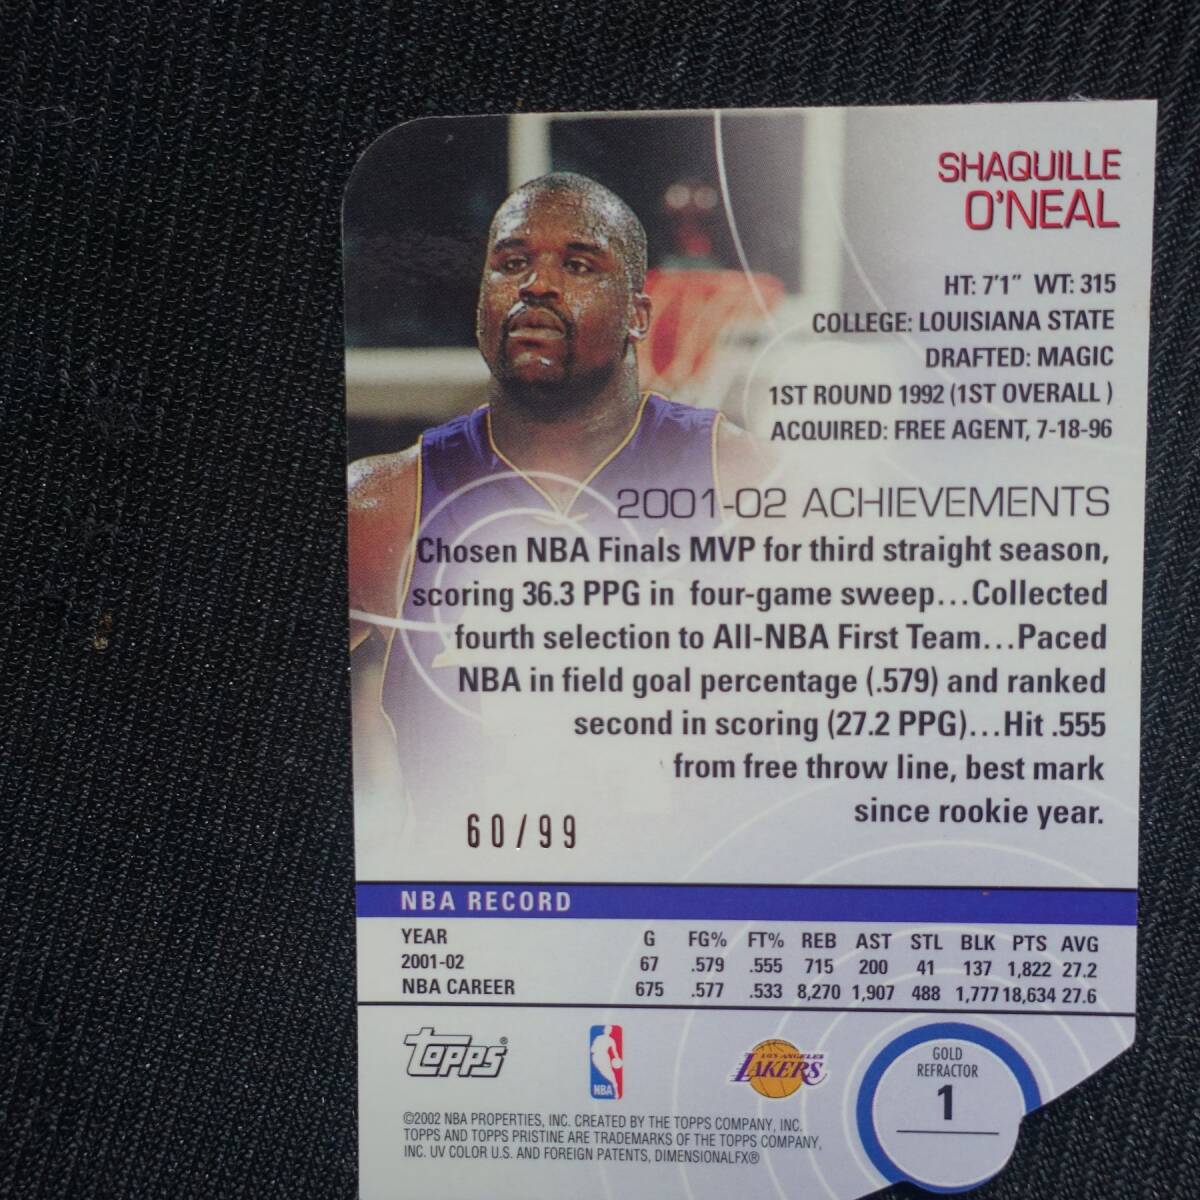 SHAQUILLE
O'NEAL
HT: 7'1" WT: 315
COLLEGE: LOUISIANA STATE
DRAFTED: MAGIC
1ST ROUND 1992 (1ST OVERALL )
ACQUIRED: FREE AGENT, 7-18-96
2001-02 ACHIEVEMENTS
Chosen NBA Finals MVP for third straight season,
scoring 36.3 PPG in four-game sweep...Collected
fourth selection to All-NBA First Team...Paced
NBA in field goal percentage (.579) and ranked
second in scoring (27.2 PPG)...Hit .555
from free throw line, best mark
since rookie year.
60/99
NBA RECORD
YEAR G FG% FT% REB AST STL BLK PTS AVG
2001-02 67 .579 .555 715 200 41 137 1,822 27.2
NBA CAREER 675 .577 .533 8,270 1,907 488 1,777 18,634 27.6
Topps®
NBA
LOS ANGELES
LAKERS
GOLD
REFRACTOR
1
©2002 NBA PROPERTIES, INC. CREATED BY THE TOPPS COMPANY, INC.
TOPPS AND TOPPS PRISTINE ARE TRADEMARKS OF THE TOPPS COMPANY,
INC. UV COLOR U.S. AND FOREIGN PATENTS, DIMENSIONALFX®